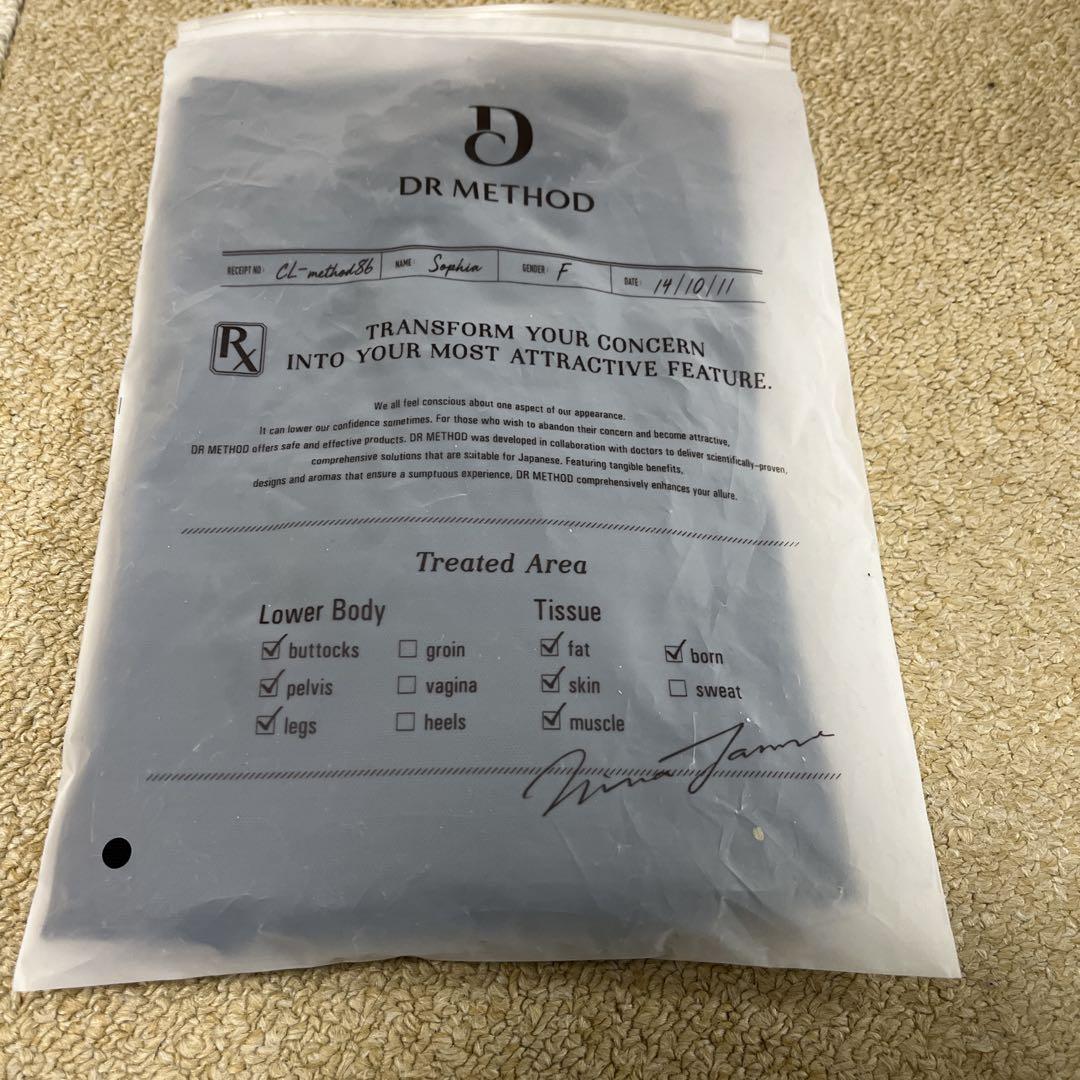 DR METHOD
RECEIPT NO: CL-method86 NAME: Sophia GENDER: F DATE: 14/10/11
Rx TRANSFORM YOUR CONCERN
INTO YOUR MOST ATTRACTIVE FEATURE.
We all feel conscious about one aspect of our appearance.
It can lower our confidence sometimes. For those who wish to abandon their concern and become attractive,
DR METHOD offers safe and effective products. DR METHOD was developed in collaboration with doctors to deliver scientifically-proven,
comprehensive solutions that are suitable for Japanese. Featuring tangible benefits,
designs and aromas that ensure a sumptuous experience, DR METHOD comprehensively enhances your allure.
Treated Area
Lower Body
buttocks groin
pelvis vagina
legs heels
Tissue
fat born
skin sweat
muscle